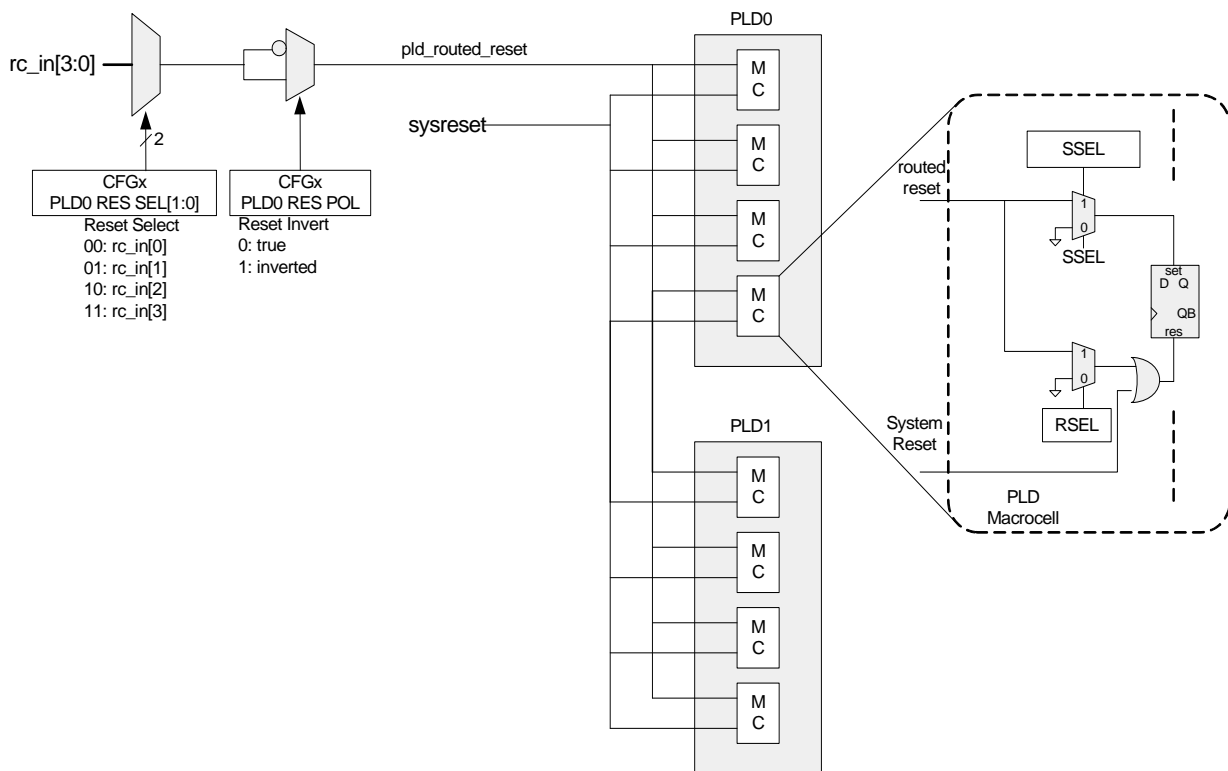 rc_in[3:0]
2
CFGx
PLD0 RES SEL[1:0]
Reset Select
00: rc_in[0]
01: rc_in[1]
10: rc_in[2]
11: rc_in[3]
CFGx
PLD0 RES POL
Reset Invert
0: true
1: inverted
pld_routed_reset
sysreset
PLD0
M
C
M
C
M
C
M
C
PLD1
M
C
M
C
M
C
M
C
routed
reset
SSEL
1
0
SSEL
set
D Q
QB
res
1
0
RSEL
System
Reset
PLD
Macrocell